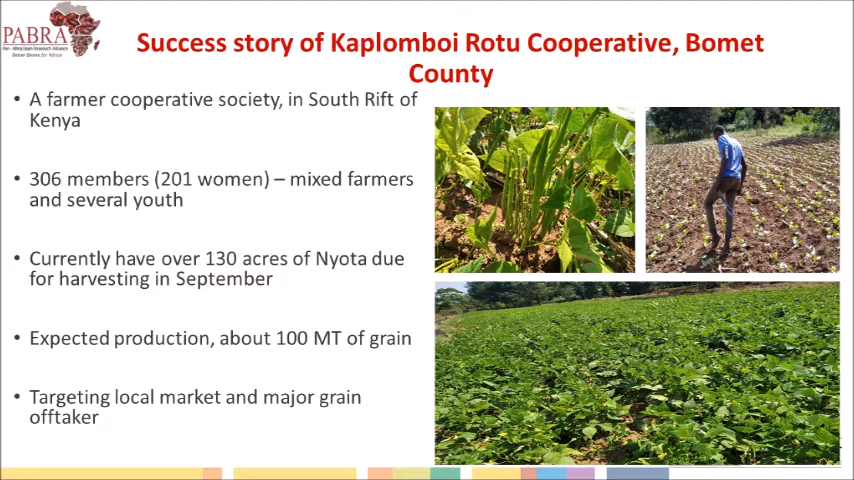 PABRA
Pan - Africa Bean Research Alliance
Better Beans for Africa
Success story of Kaplomboi Rotu Cooperative, Bomet
County
• A farmer cooperative society, in South Rift of
Kenya
• 306 members (201 women) – mixed farmers
and several youth
• Currently have over 130 acres of Nyota due
for harvesting in September
• Expected production, about 100 MT of grain
• Targeting local market and major grain
offtaker